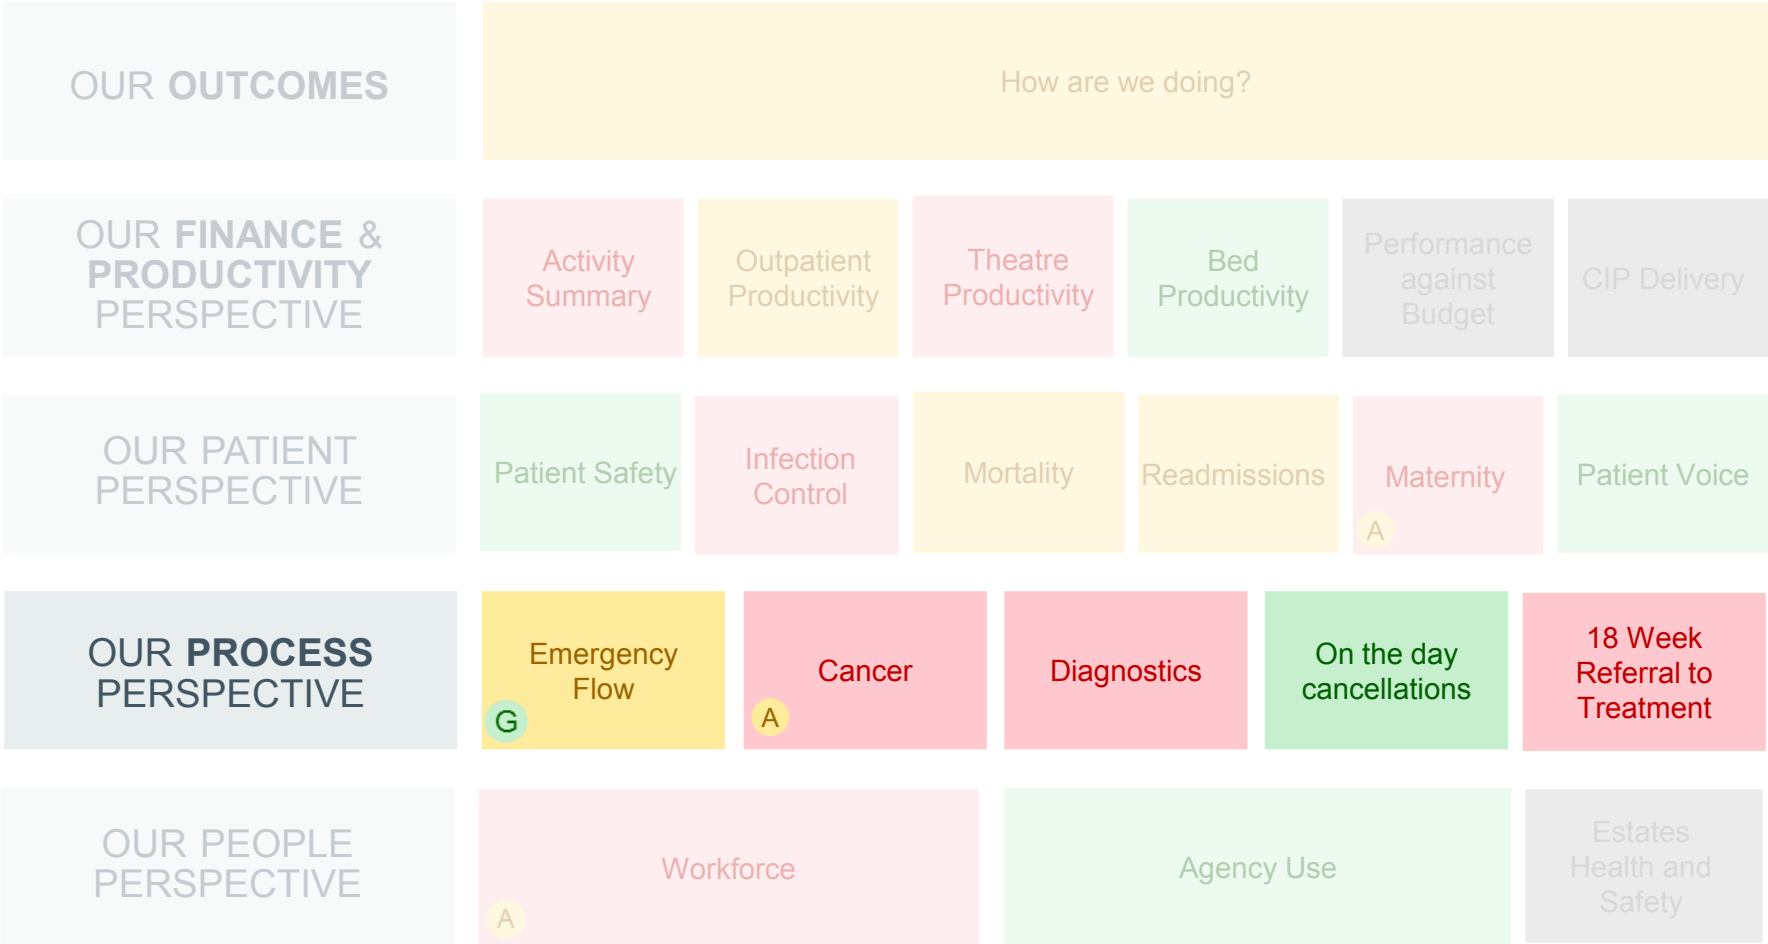 OUR OUTCOMES
How are we doing?
OUR FINANCE &
PRODUCTIVITY
PERSPECTIVE
Activity
Summary
Outpatient
Productivity
Theatre
Productivity
Bed
Productivity
Performance
against
Budget
CIP Delivery
OUR PATIENT
PERSPECTIVE
Patient Safety
Infection
Control
Mortality
Readmissions
Maternity
A
Patient Voice
OUR PROCESS
PERSPECTIVE
Emergency
Flow
G
Cancer
A
Diagnostics
On the day
cancellations
18 Week
Referral to
Treatment
OUR PEOPLE
PERSPECTIVE
Workforce
A
Agency Use
Estates
Health and
Safety